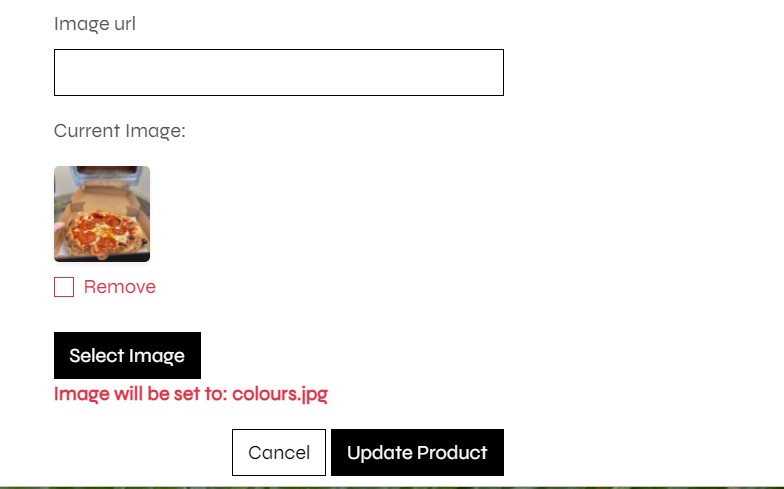 Image url
Current Image:
Remove
Select Image
Image will be set to: colours.jpg
Cancel Update Product